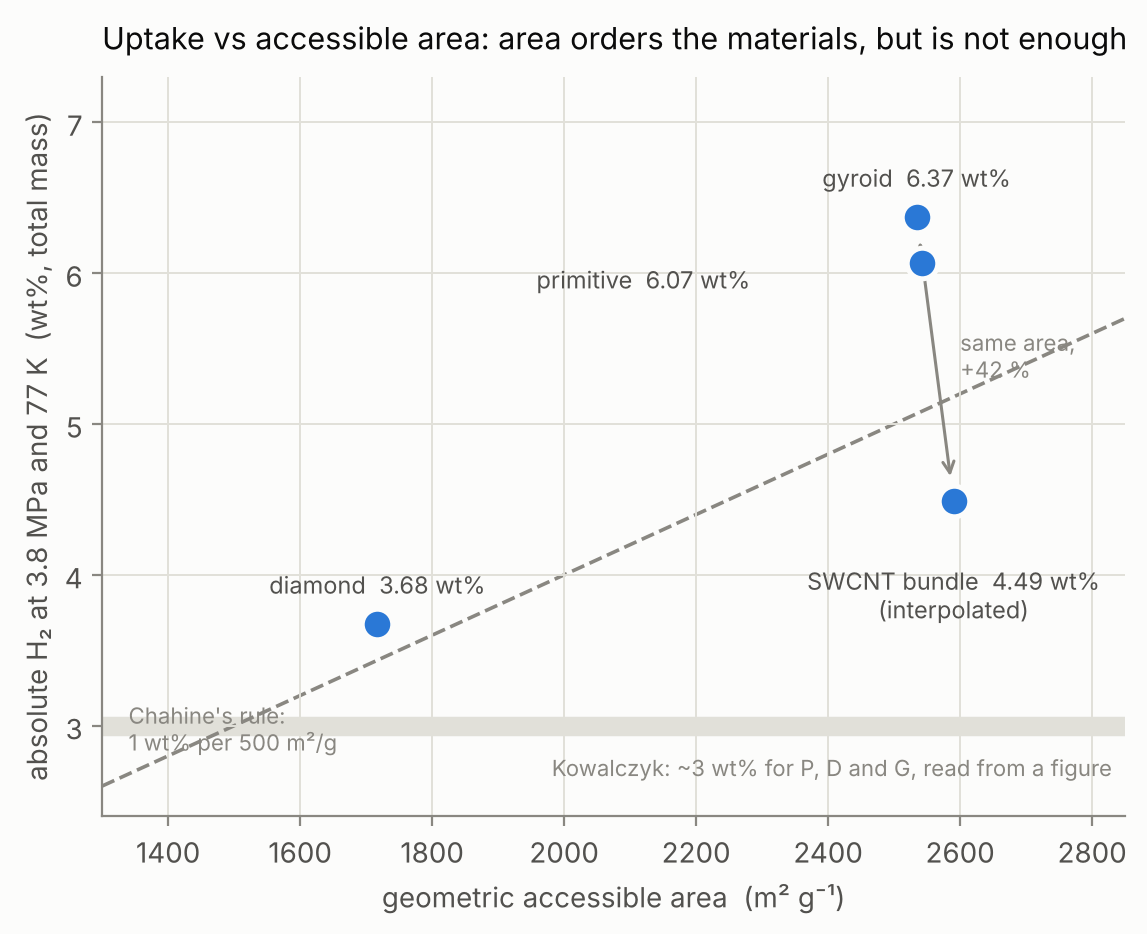 Uptake vs accessible area: area orders the materials, but is not enough
absolute H₂ at 3.8 MPa and 77 K (wt%, total mass)
7
6
5
4
3
gyroid 6.37 wt%
primitive 6.07 wt%
same area,
+42 %
diamond 3.68 wt%
SWCNT bundle 4.49 wt%
(interpolated)
Chahine's rule:
1 wt% per 500 m²/g
Kowalczyk: ~3 wt% for P, D and G, read from a figure
1400 1600 1800 2000 2200 2400 2600 2800
geometric accessible area (m² g⁻¹)